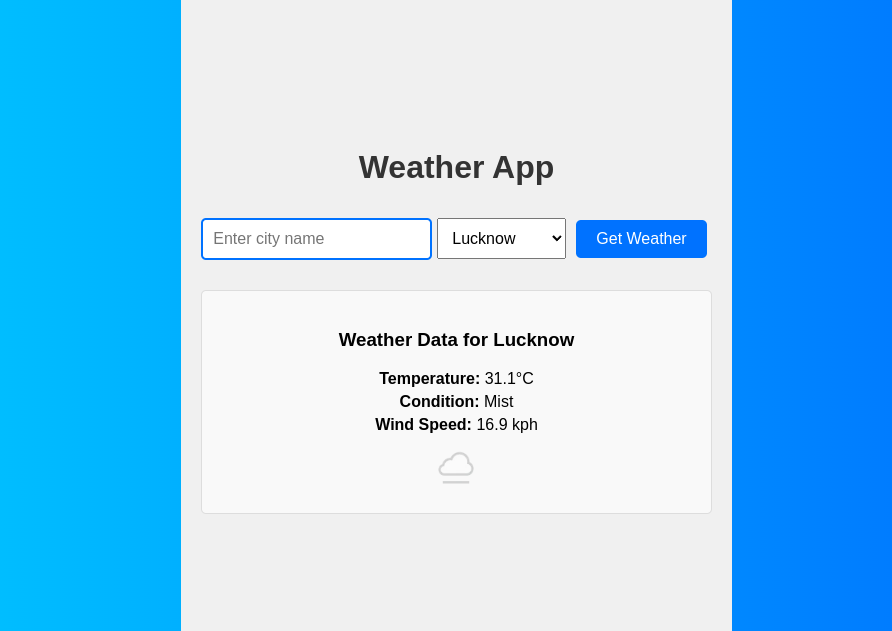 Weather App
Enter city name Lucknow Get Weather
Weather Data for Lucknow
Temperature: 31.1°C
Condition: Mist
Wind Speed: 16.9 kph